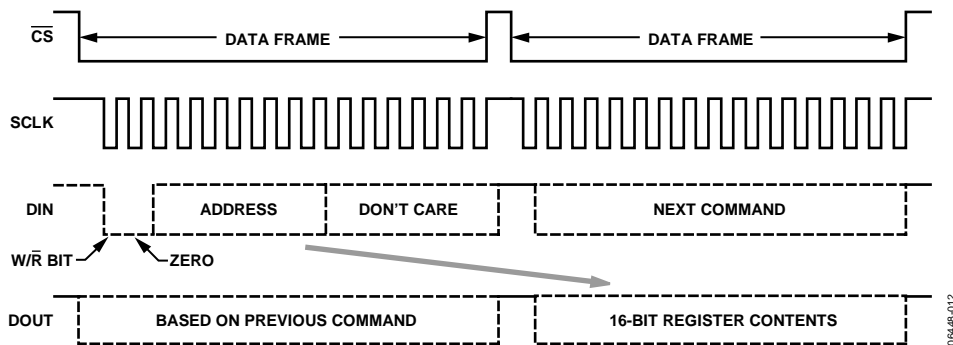 C̅S̅
DATA FRAME DATA FRAME
SCLK
DIN ADDRESS DON'T CARE NEXT COMMAND
W/R̅ BIT ZERO
DOUT BASED ON PREVIOUS COMMAND 16-BIT REGISTER CONTENTS
06448-012